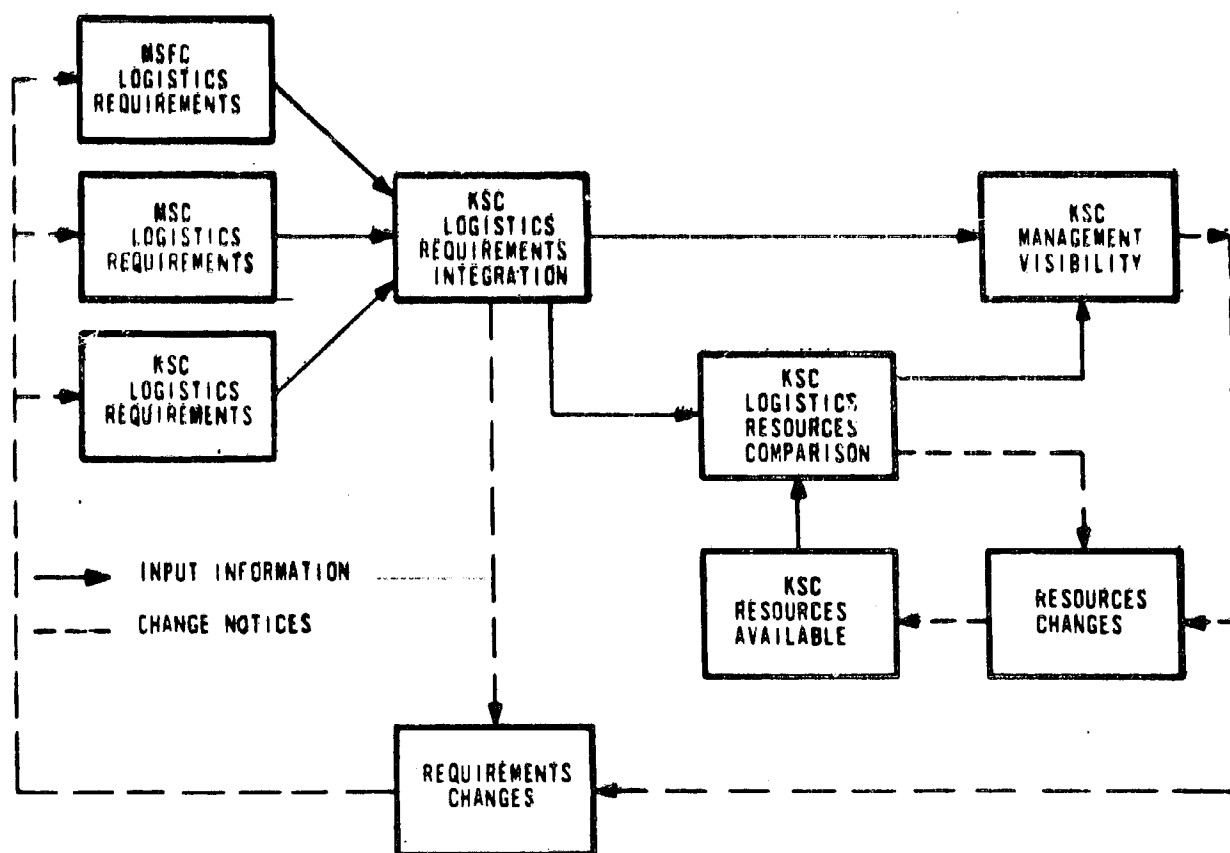 MSFC
LOGISTICS
REQUIREMENTS
MSC
LOGISTICS
REQUIREMENTS
KSC
LOGISTICS
REQUIREMENTS
KSC
LOGISTICS
REQUIREMENTS
INTEGRATION
KSC
MANAGEMENT
VISIBILITY
KSC
LOGISTICS
RESOURCES
COMPARISON
INPUT INFORMATION
CHANGE NOTICES
KSC
RESOURCES
AVAILABLE
RESOURCES
CHANGES
REQUIREMENTS
CHANGES